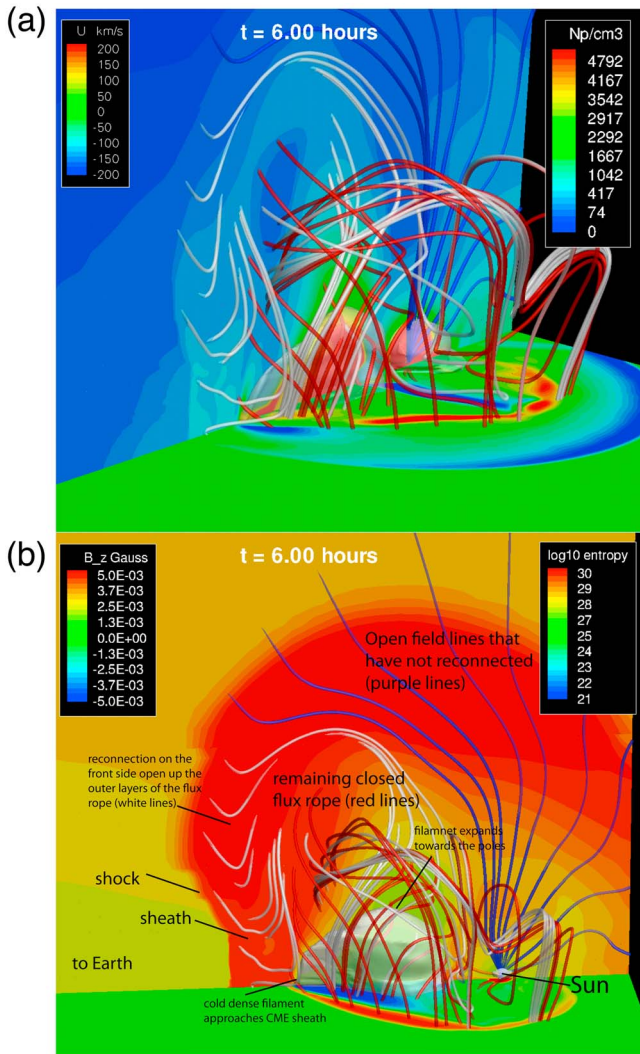 (a)
U km/s
200
150
100
50
0
-50
-100
-150
-200
t = 6.00 hours
Np/cm3
4792
4167
3542
2917
2292
1667
1042
417
74
0
(b)
B_z Gauss
5.0E-03
3.7E-03
2.5E-03
1.3E-03
0.0E+00
-1.3E-03
-2.5E-03
-3.7E-03
-5.0E-03
t = 6.00 hours
log10 entropy
30
29
28
27
26
25
24
23
22
21
Open field lines that
have not reconnected
(purple lines)
reconnection on the
front side open up the
outer layers of the flux
rope (white lines)
remaining closed
flux rope (red lines)
filamnet expands
towards the poles
shock
sheath
to Earth
Sun
cold dense filament
approaches CME sheath